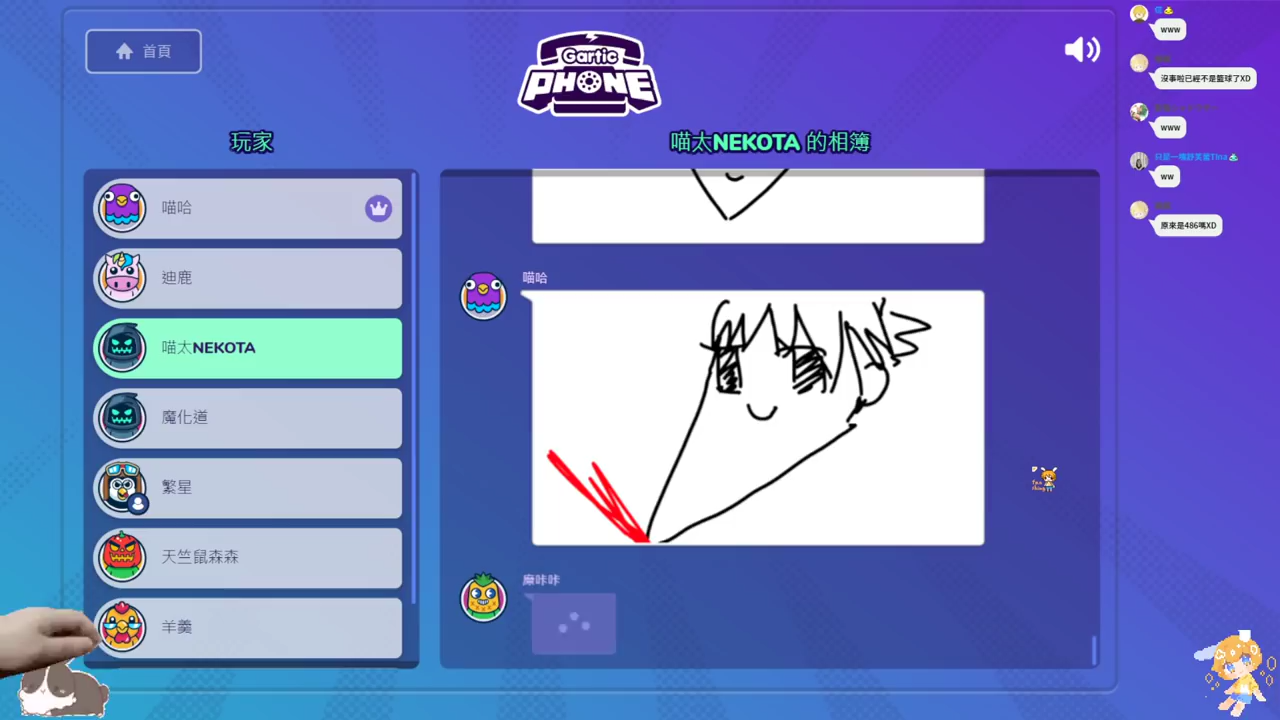 首頁
Gartic
PHONE
玩家
喵太NEKOTA 的相簿
喵哈
迪鹿
喵太NEKOTA
魔化道
繁星
天竺鼠森森
羊羹
喵哈
麋咔咔
www
沒事啦已經不是籃球了XD
www
ww
原來是486嗎XD